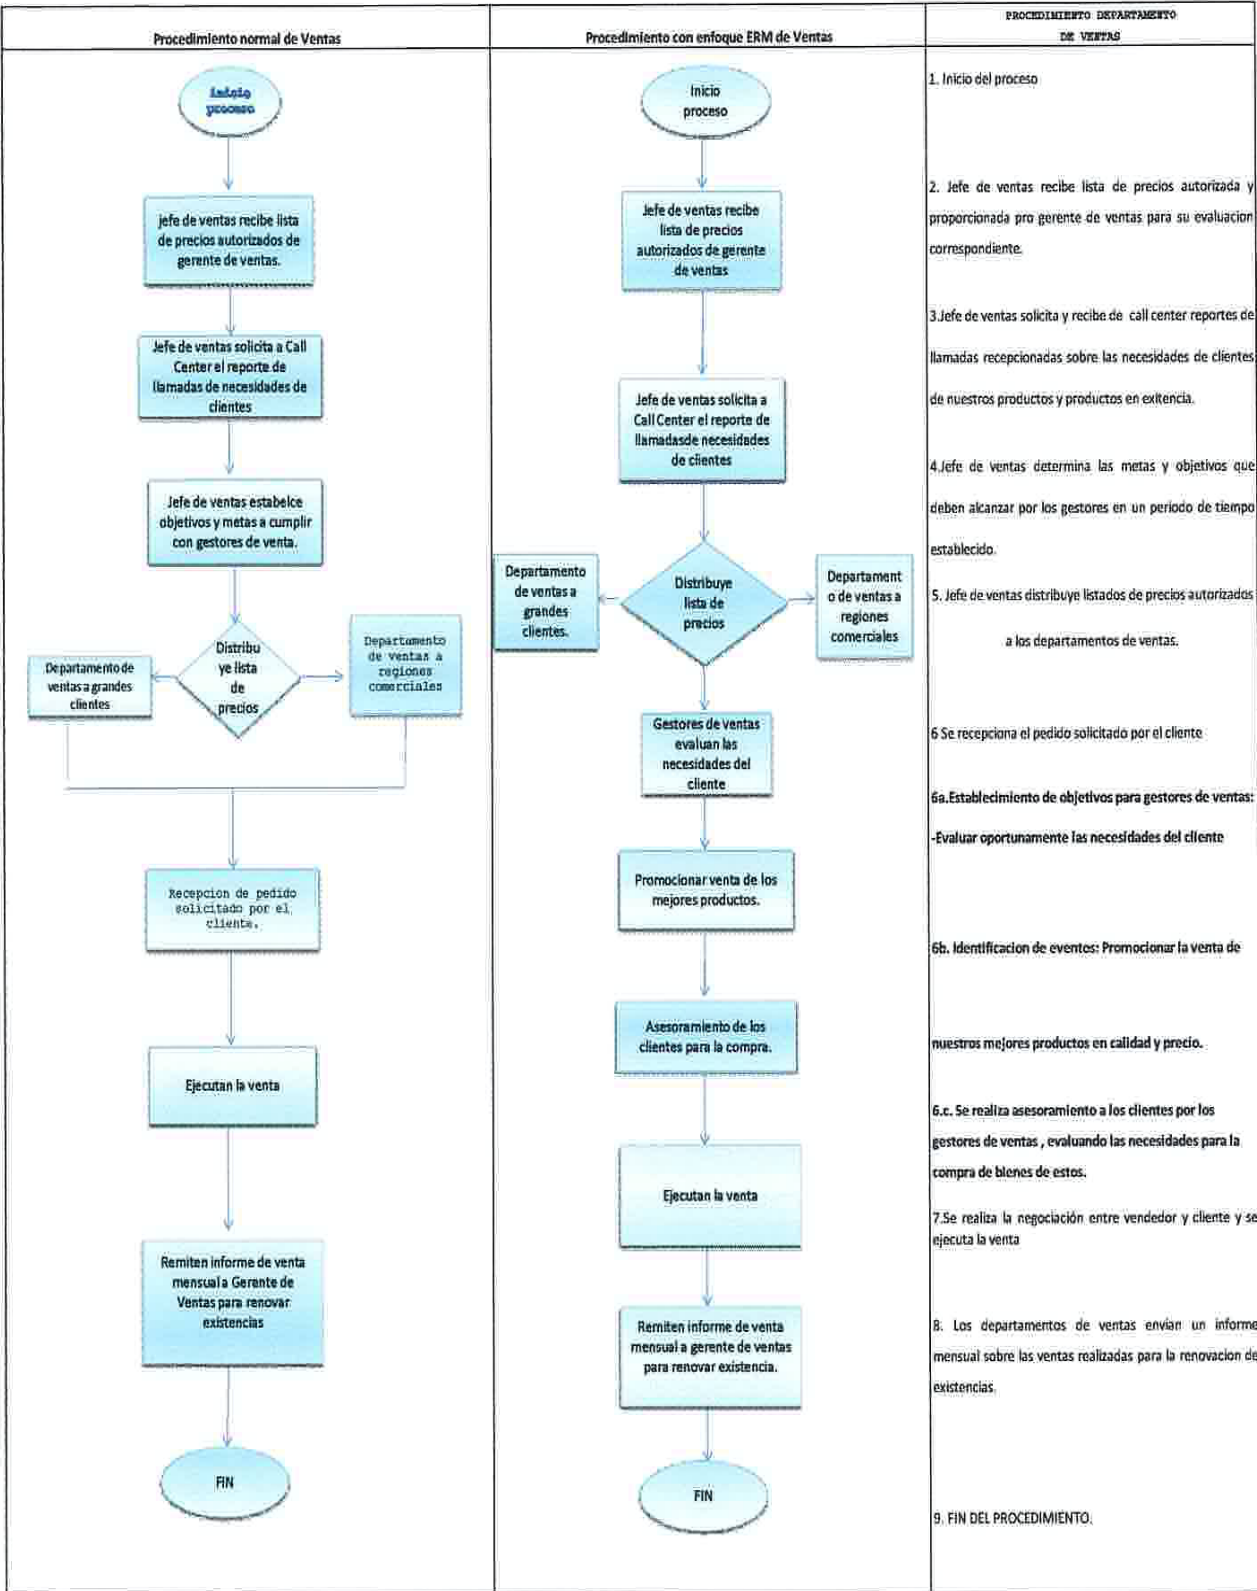 Procedimiento normal de Ventas
inicio
proceso
jefe de ventas recibe lista
de precios autorizados de
gerente de ventas.
Jefe de ventas solicita a Call
Center el reporte de
llamadas de necesidades de
clientes
Jefe de ventas estabelce
objetivos y metas a cumplir
con gestores de venta.
Distribu
ye lista
de
precios
Departamento de
ventas a grandes
clientes
Departamento
de ventas a
regiones
comerciales
Recepcion de pedido
solicitado por el
cliente.
Ejecutan la venta
Remiten informe de venta
mensual a Gerente de
Ventas para renovar
existencias
FIN
Procedimiento con enfoque ERM de Ventas
Inicio
proceso
Jefe de ventas recibe
lista de precios
autorizados de gerente
de ventas
Jefe de ventas solicita a
Call Center el reporte de
llamadasde necesidades
de clientes
Departamento
de ventas a
grandes
clientes.
Distribuye
lista de
precios
Departament
o de ventas a
regiones
comerciales
Gestores de ventas
evaluan las
necesidades del
cliente
Promocionar venta de los
mejores productos.
Asesoramiento de los
clientes para la compra.
Ejecutan la venta
Remiten informe de venta
mensual a gerente de ventas
para renovar existencia.
FIN
PROCEDIMIENTO DEPARTAMENTO
DE VENTAS
1. Inicio del proceso
2. Jefe de ventas recibe lista de precios autorizada y
proporcionada pro gerente de ventas para su evaluacion
correspondiente.
3.Jefe de ventas solicita y recibe de call center reportes de
llamadas recepcionadas sobre las necesidades de clientes
de nuestros productos y productos en exitencia.
4.Jefe de ventas determina las metas y objetivos que
deben alcanzar por los gestores en un periodo de tiempo
establecido.
5. Jefe de ventas distribuye listados de precios autorizados
a los departamentos de ventas.
6 Se recepciona el pedido solicitado por el cliente
6a.Establecimiento de objetivos para gestores de ventas:
-Evaluar oportunamente las necesidades del cliente
6b. Identificacion de eventos: Promocionar la venta de
nuestros mejores productos en calidad y precio.
6.c. Se realiza asesoramiento a los clientes por los
gestores de ventas , evaluando las necesidades para la
compra de bienes de estos.
7.Se realiza la negociación entre vendedor y cliente y se
ejecuta la venta
8. Los departamentos de ventas envian un informe
mensual sobre las ventas realizadas para la renovacion de
existencias.
9. FIN DEL PROCEDIMIENTO.